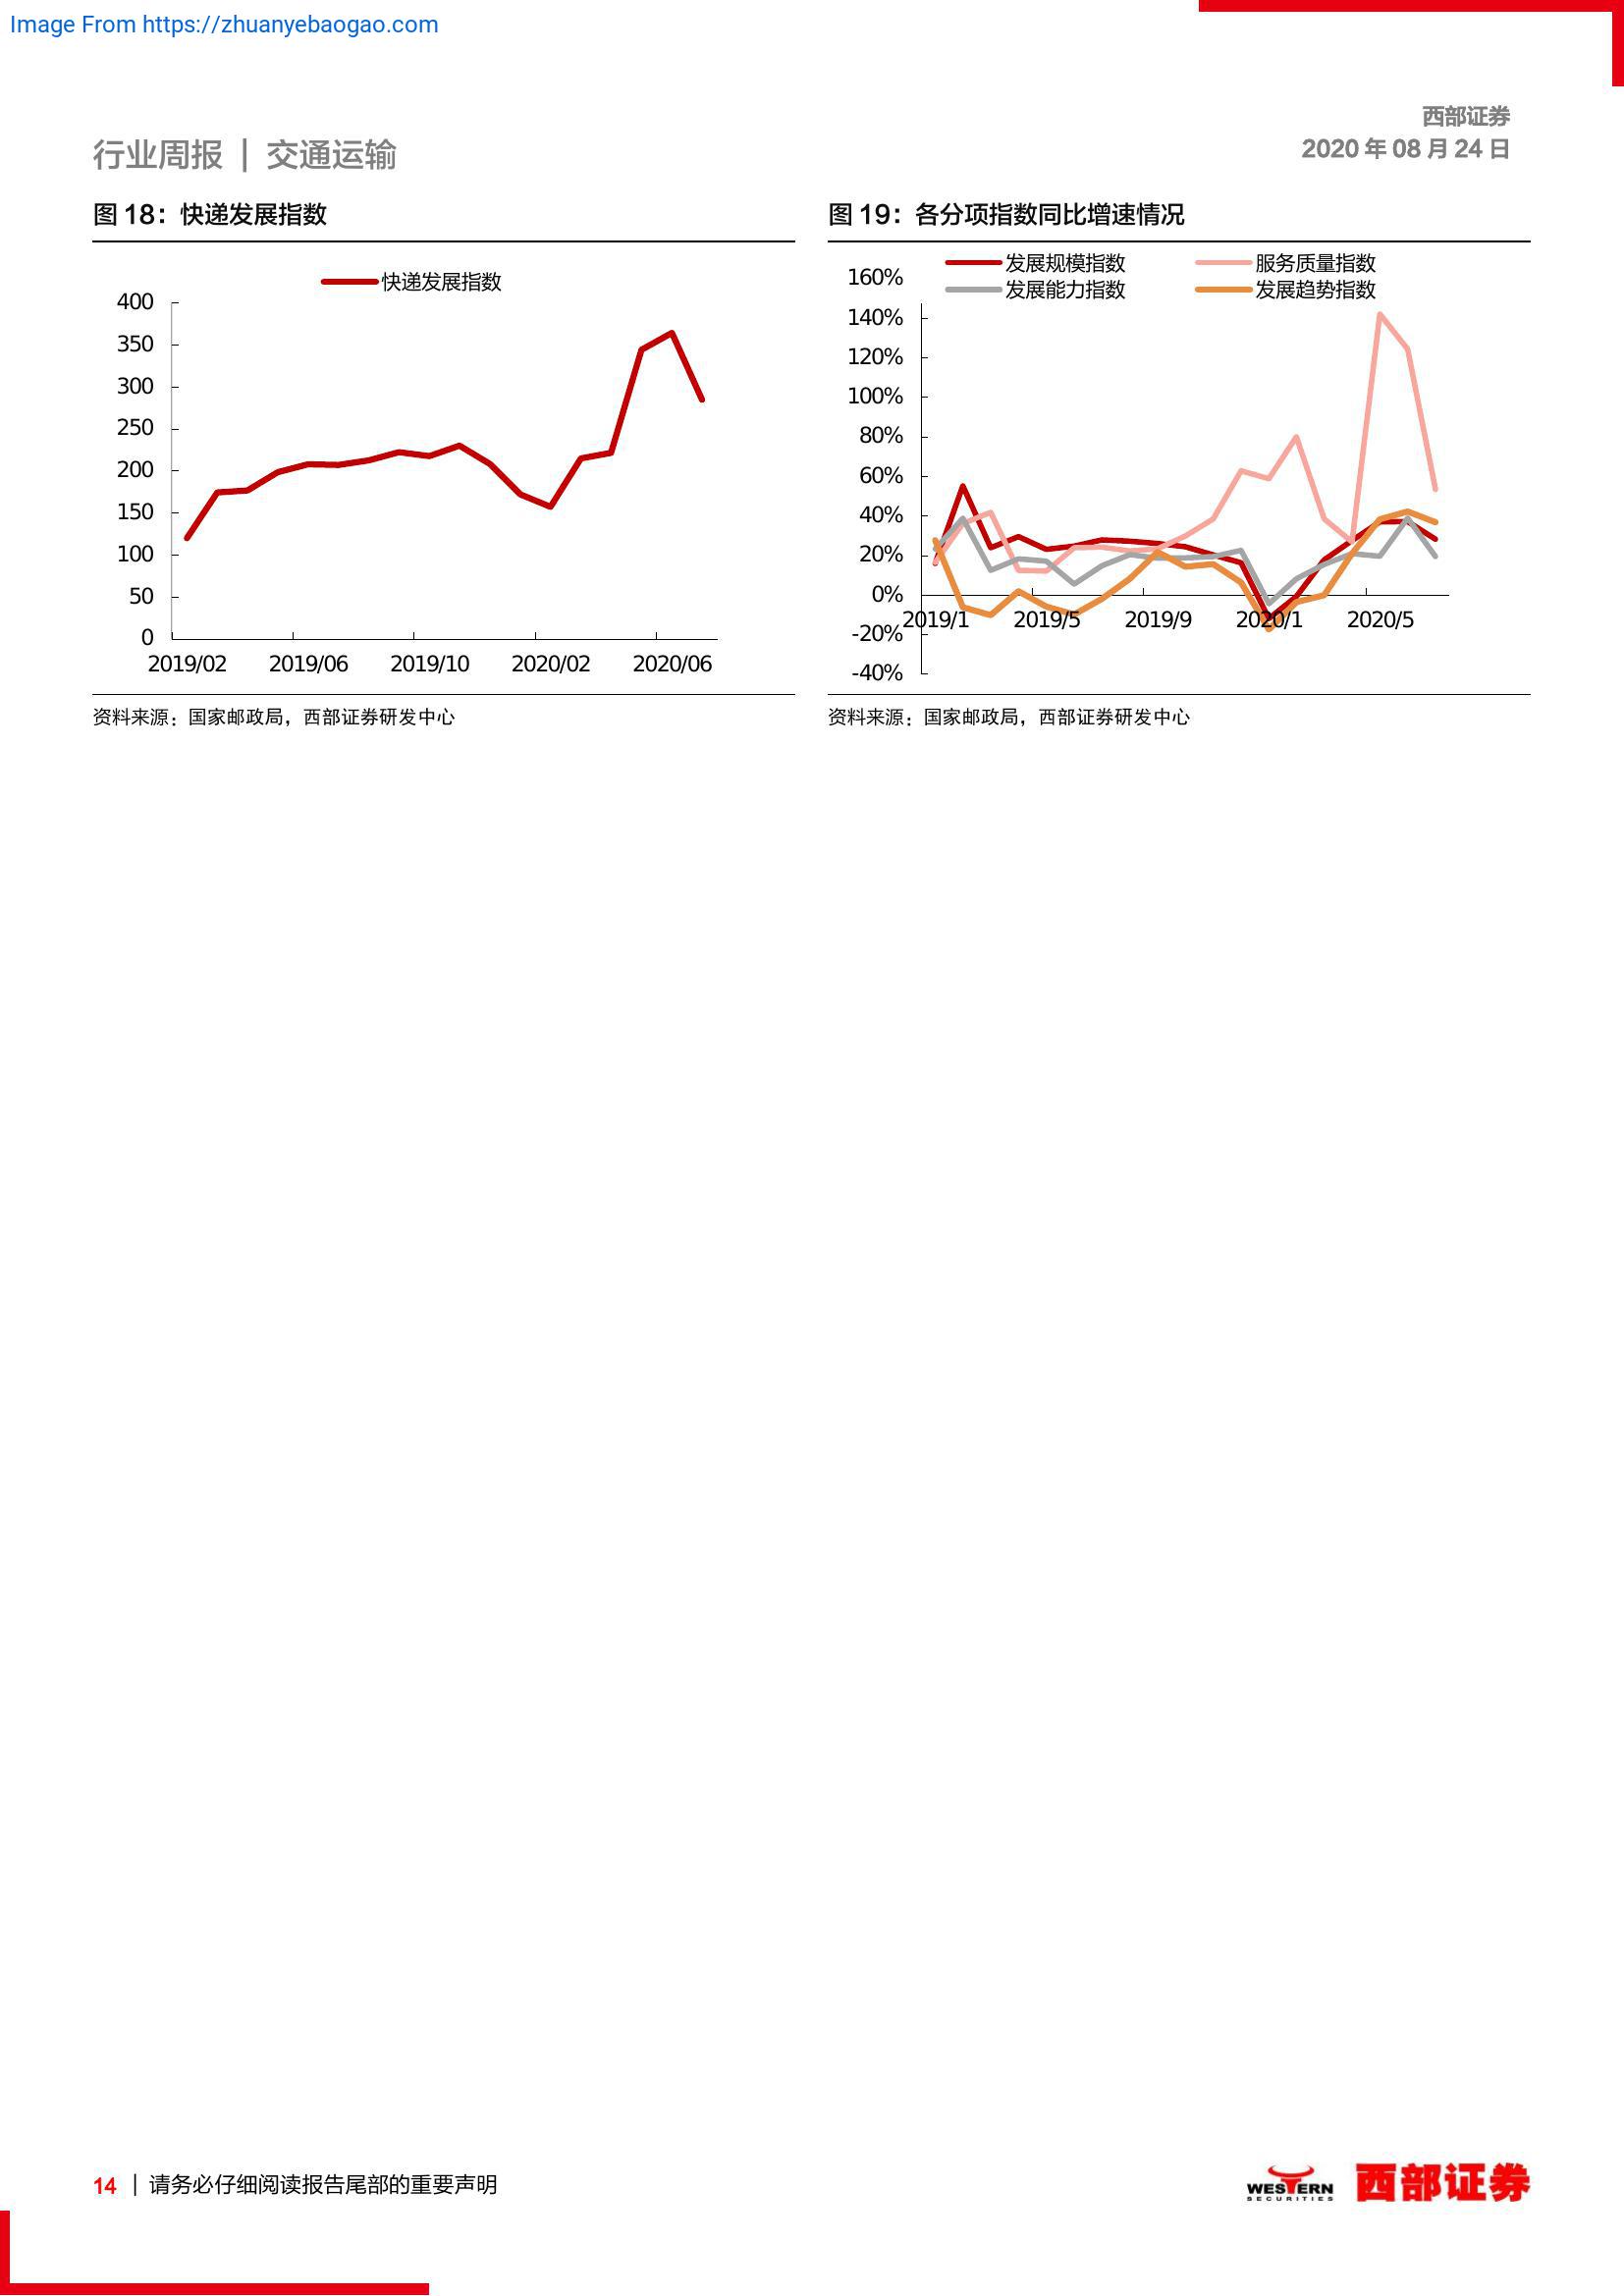 Image From https://zhuanyebaogao.com
西部证券
行业周报 | 交通运输
2020 年 08 月 24 日
图 18：快递发展指数
快递发展指数
400
350
300
250
200
150
100
50
0
2019/02 2019/06 2019/10 2020/02 2020/06
资料来源：国家邮政局，西部证券研发中心
图 19：各分项指数同比增速情况
发展规模指数 服务质量指数
发展能力指数 发展趋势指数
160%
140%
120%
100%
80%
60%
40%
20%
0%
-20%
-40%
2019/1 2019/5 2019/9 2020/1 2020/5
资料来源：国家邮政局，西部证券研发中心
14 | 请务必仔细阅读报告尾部的重要声明
WESTERN
SECURITIES
西部证券